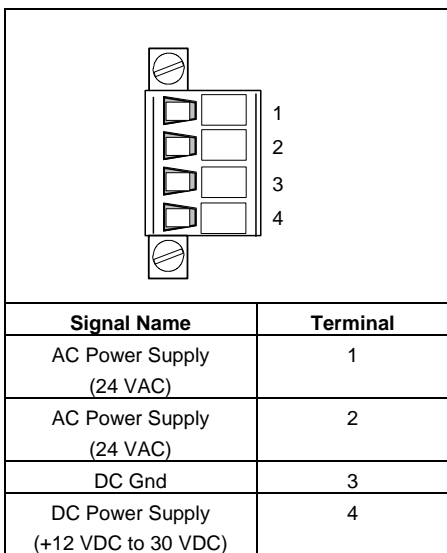 1
2
3
4
Signal Name Terminal
AC Power Supply 1
(24 VAC)
AC Power Supply 2
(24 VAC)
DC Gnd 3
DC Power Supply 4
(+12 VDC to 30 VDC)